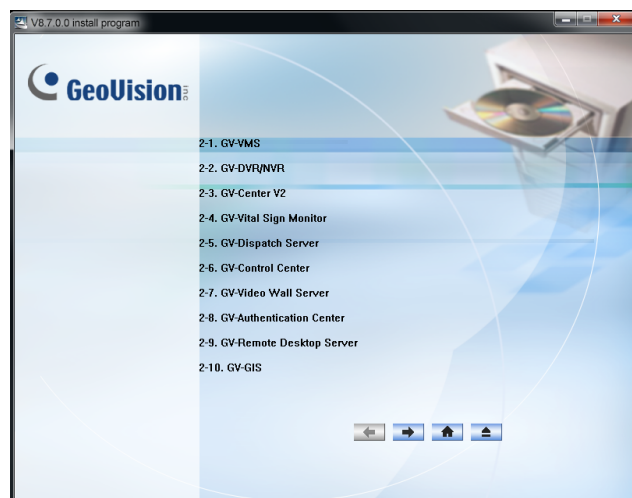 V8.7.0.0 install program
GeoVision inc
2-1. GV-VMS
2-2. GV-DVR/NVR
2-3. GV-Center V2
2-4. GV-Vital Sign Monitor
2-5. GV-Dispatch Server
2-6. GV-Control Center
2-7. GV-Video Wall Server
2-8. GV-Authentication Center
2-9. GV-Remote Desktop Server
2-10. GV-GIS